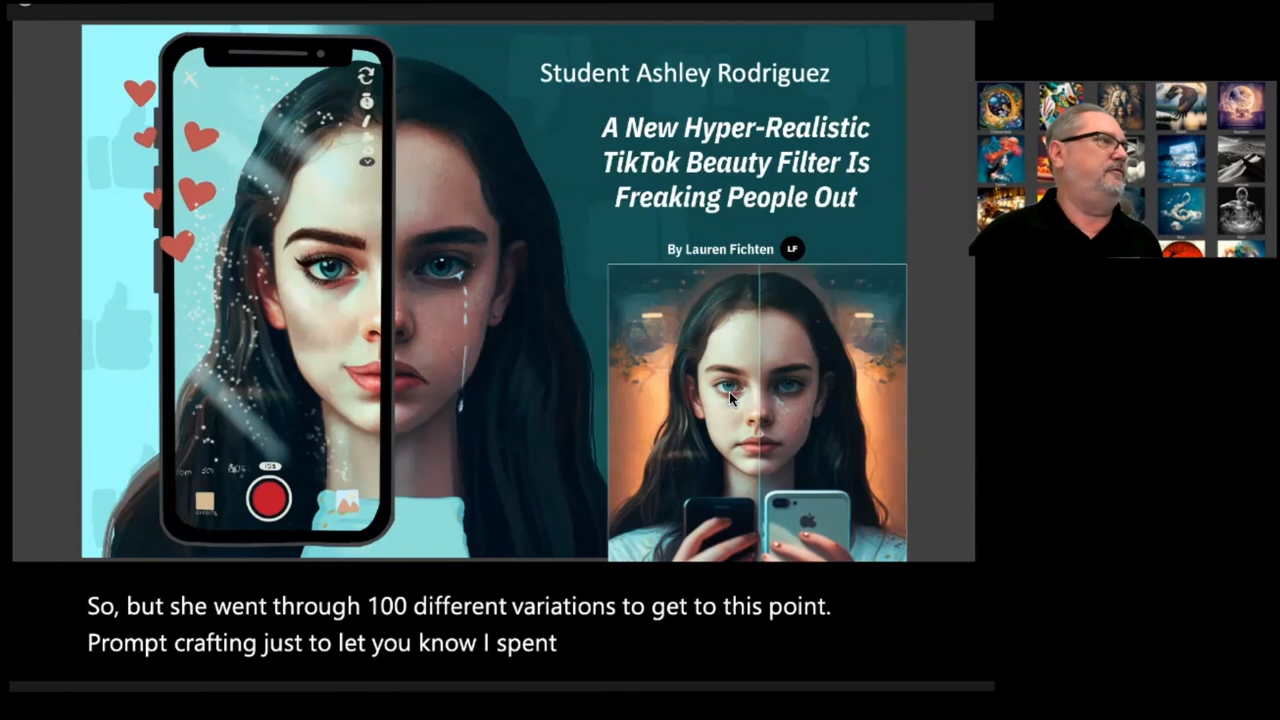 Student Ashley Rodriguez
A New Hyper-Realistic
TikTok Beauty Filter Is
Freaking People Out
By Lauren Fichten LF
So, but she went through 100 different variations to get to this point.
Prompt crafting just to let you know I spent